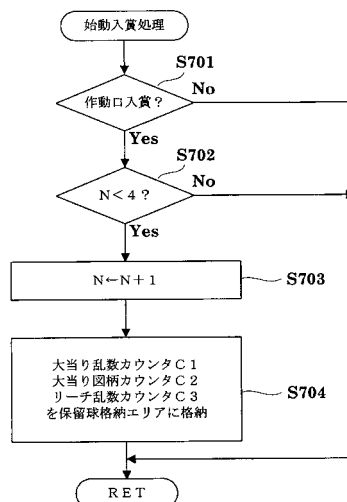 始動入賞処理
S701
作動口入賞？
No
Yes
S702
N＜4？
No
Yes
N←N＋1
S703
大当り乱数カウンタC1
大当り図柄カウンタC2
リーチ乱数カウンタC3
を保留球格納エリアに格納
S704
RET